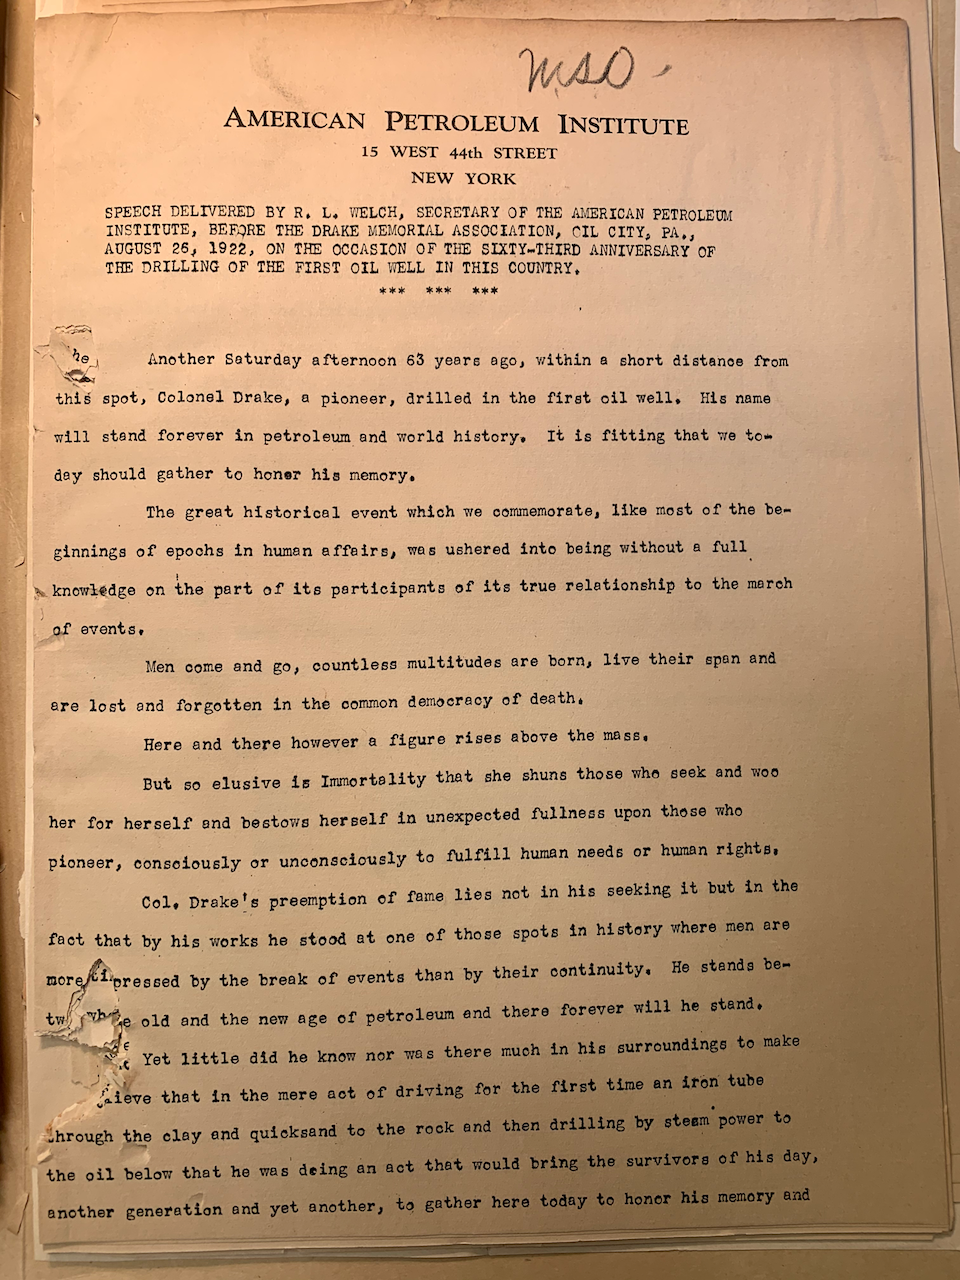 MSO
AMERICAN PETROLEUM INSTITUTE
15 WEST 44th STREET
NEW YORK
SPEECH DELIVERED BY R. L. WELCH, SECRETARY OF THE AMERICAN PETROLEUM
INSTITUTE, BEFORE THE DRAKE MEMORIAL ASSOCIATION, OIL CITY, PA.,
AUGUST 26, 1922, ON THE OCCASION OF THE SIXTY-THIRD ANNIVERSARY OF
THE DRILLING OF THE FIRST OIL WELL IN THIS COUNTRY.
*** *** ***
he Another Saturday afternoon 63 years ago, within a short distance from
this spot, Colonel Drake, a pioneer, drilled in the first oil well. His name
will stand forever in petroleum and world history. It is fitting that we to-
day should gather to honor his memory.
The great historical event which we commemorate, like most of the be-
ginnings of epochs in human affairs, was ushered into being without a full
knowledge on the part of its participants of its true relationship to the march
of events.
Men come and go, countless multitudes are born, live their span and
are lost and forgotten in the common democracy of death.
Here and there however a figure rises above the mass.
But so elusive is Immortality that she shuns those who seek and woo
her for herself and bestows herself in unexpected fullness upon those who
pioneer, consciously or unconsciously to fulfill human needs or human rights.
Col. Drake's preemption of fame lies not in his seeking it but in the
fact that by his works he stood at one of those spots in history where men are
more pressed by the break of events than by their continuity. He stands be-
tw e old and the new age of petroleum and there forever will he stand.
Yet little did he know nor was there much in his surroundings to make
lieve that in the mere act of driving for the first time an iron tube
through the clay and quicksand to the rock and then drilling by steam power to
the oil below that he was doing an act that would bring the survivors of his day,
another generation and yet another, to gather here today to honor his memory and